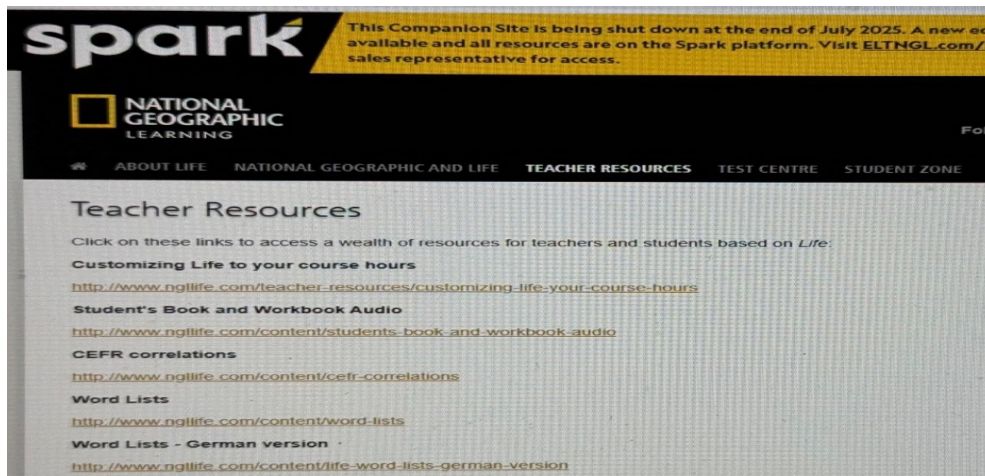 spark
This Companion Site is being shut down at the end of July 2025. A new
available and all resources are on the Spark platform. Visit ELTNGL.com/
sales representative for access.
NATIONAL
GEOGRAPHIC
LEARNING
ABOUT LIFE NATIONAL GEOGRAPHIC AND LIFE TEACHER RESOURCES TEST CENTRE STUDENT ZONE
Teacher Resources
Click on these links to access a wealth of resources for teachers and students based on Life:
Customizing Life to your course hours
http://www.ngllife.com/teacher-resources/customizing-life-your-course-hours
Student's Book and Workbook Audio
http://www.ngllife.com/content/students-book-and-workbook-audio
CEFR correlations
http://www.ngllife.com/content/cefr-correlations
Word Lists
http://www.ngllife.com/content/word-lists
Word Lists - German version
http://www.ngllife.com/content/life-word-lists-german-version